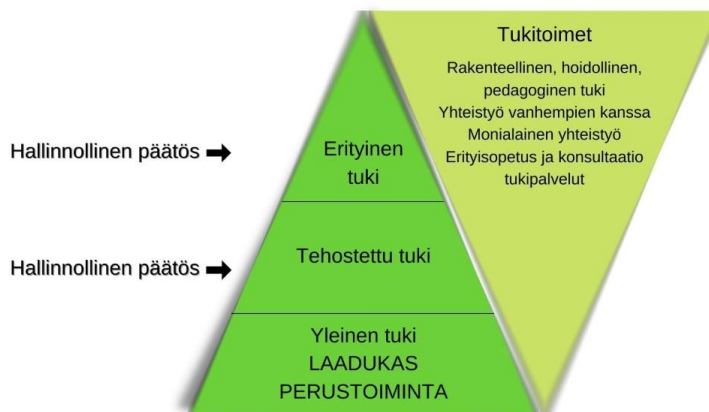 Tukitoimet
Rakenteellinen, hoidollinen,
pedagoginen tuki
Yhteistyö vanhempien kanssa
Monialainen yhteistyö
Erityisopetus ja konsultaatio
tukipalvelut
Hallinnollinen päätös
Erityinen
tuki
Hallinnollinen päätös
Tehostettu tuki
Yleinen tuki
LAADUKAS
PERUSTOIMINTA